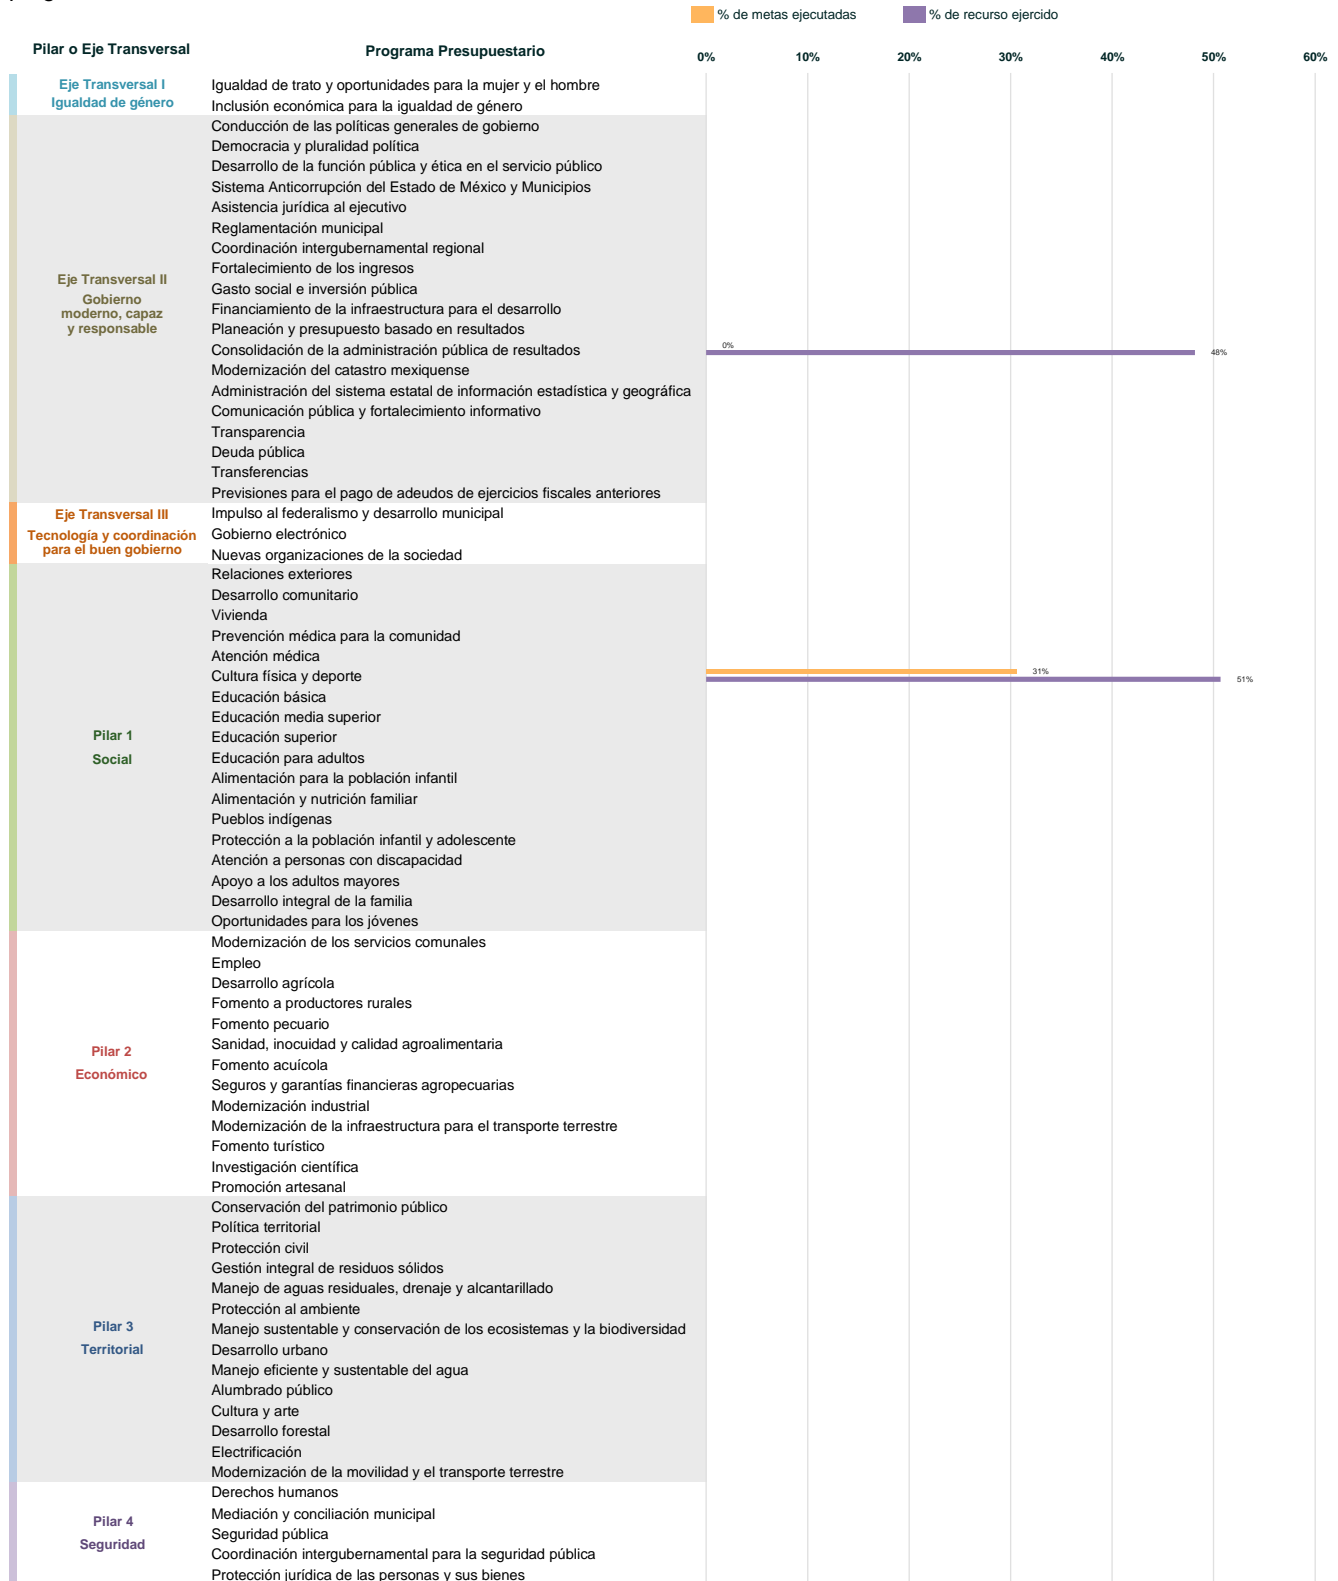 % de metas ejecutadas
% de recurso ejercido
Pilar o Eje Transversal
Programa Presupuestario
0%
10%
20%
30%
40%
50%
60%
Eje Transversal I
Igualdad de género
Igualdad de trato y oportunidades para la mujer y el hombre
Inclusión económica para la igualdad de género
Eje Transversal II
Gobierno
moderno, capaz
y responsable
Conducción de las políticas generales de gobierno
Democracia y pluralidad política
Desarrollo de la función pública y ética en el servicio público
Sistema Anticorrupción del Estado de México y Municipios
Asistencia jurídica al ejecutivo
Reglamentación municipal
Coordinación intergubernamental regional
Fortalecimiento de los ingresos
Gasto social e inversión pública
Financiamiento de la infraestructura para el desarrollo
Planeación y presupuesto basado en resultados
Consolidación de la administración pública de resultados
0%
48%
Modernización del catastro mexiquense
Administración del sistema estatal de información estadística y geográfica
Comunicación pública y fortalecimiento informativo
Transparencia
Deuda pública
Transferencias
Previsiones para el pago de adeudos de ejercicios fiscales anteriores
Eje Transversal III
Tecnología y coordinación
para el buen gobierno
Impulso al federalismo y desarrollo municipal
Gobierno electrónico
Nuevas organizaciones de la sociedad
Pilar 1
Social
Relaciones exteriores
Desarrollo comunitario
Vivienda
Prevención médica para la comunidad
Atención médica
Cultura física y deporte
31%
51%
Educación básica
Educación media superior
Educación superior
Educación para adultos
Alimentación para la población infantil
Alimentación y nutrición familiar
Pueblos indígenas
Protección a la población infantil y adolescente
Atención a personas con discapacidad
Apoyo a los adultos mayores
Desarrollo integral de la familia
Oportunidades para los jóvenes
Pilar 2
Económico
Modernización de los servicios comunales
Empleo
Desarrollo agrícola
Fomento a productores rurales
Fomento pecuario
Sanidad, inocuidad y calidad agroalimentaria
Fomento acuícola
Seguros y garantías financieras agropecuarias
Modernización industrial
Modernización de la infraestructura para el transporte terrestre
Fomento turístico
Investigación científica
Promoción artesanal
Pilar 3
Territorial
Conservación del patrimonio público
Política territorial
Protección civil
Gestión integral de residuos sólidos
Manejo de aguas residuales, drenaje y alcantarillado
Protección al ambiente
Manejo sustentable y conservación de los ecosistemas y la biodiversidad
Desarrollo urbano
Manejo eficiente y sustentable del agua
Alumbrado público
Cultura y arte
Desarrollo forestal
Electrificación
Modernización de la movilidad y el transporte terrestre
Pilar 4
Seguridad
Derechos humanos
Mediación y conciliación municipal
Seguridad pública
Coordinación intergubernamental para la seguridad pública
Protección jurídica de las personas y sus bienes